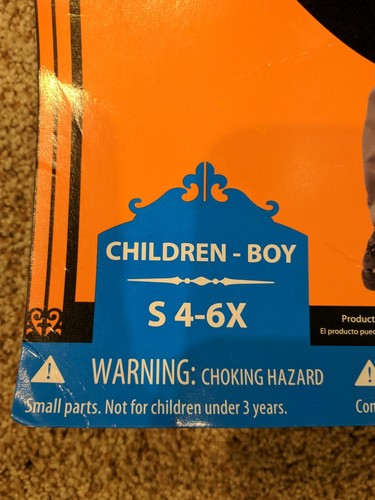 CHILDREN - BOY
S 4-6X
Product
El producto pued
WARNING: CHOKING HAZARD
Small parts. Not for children under 3 years.
Con